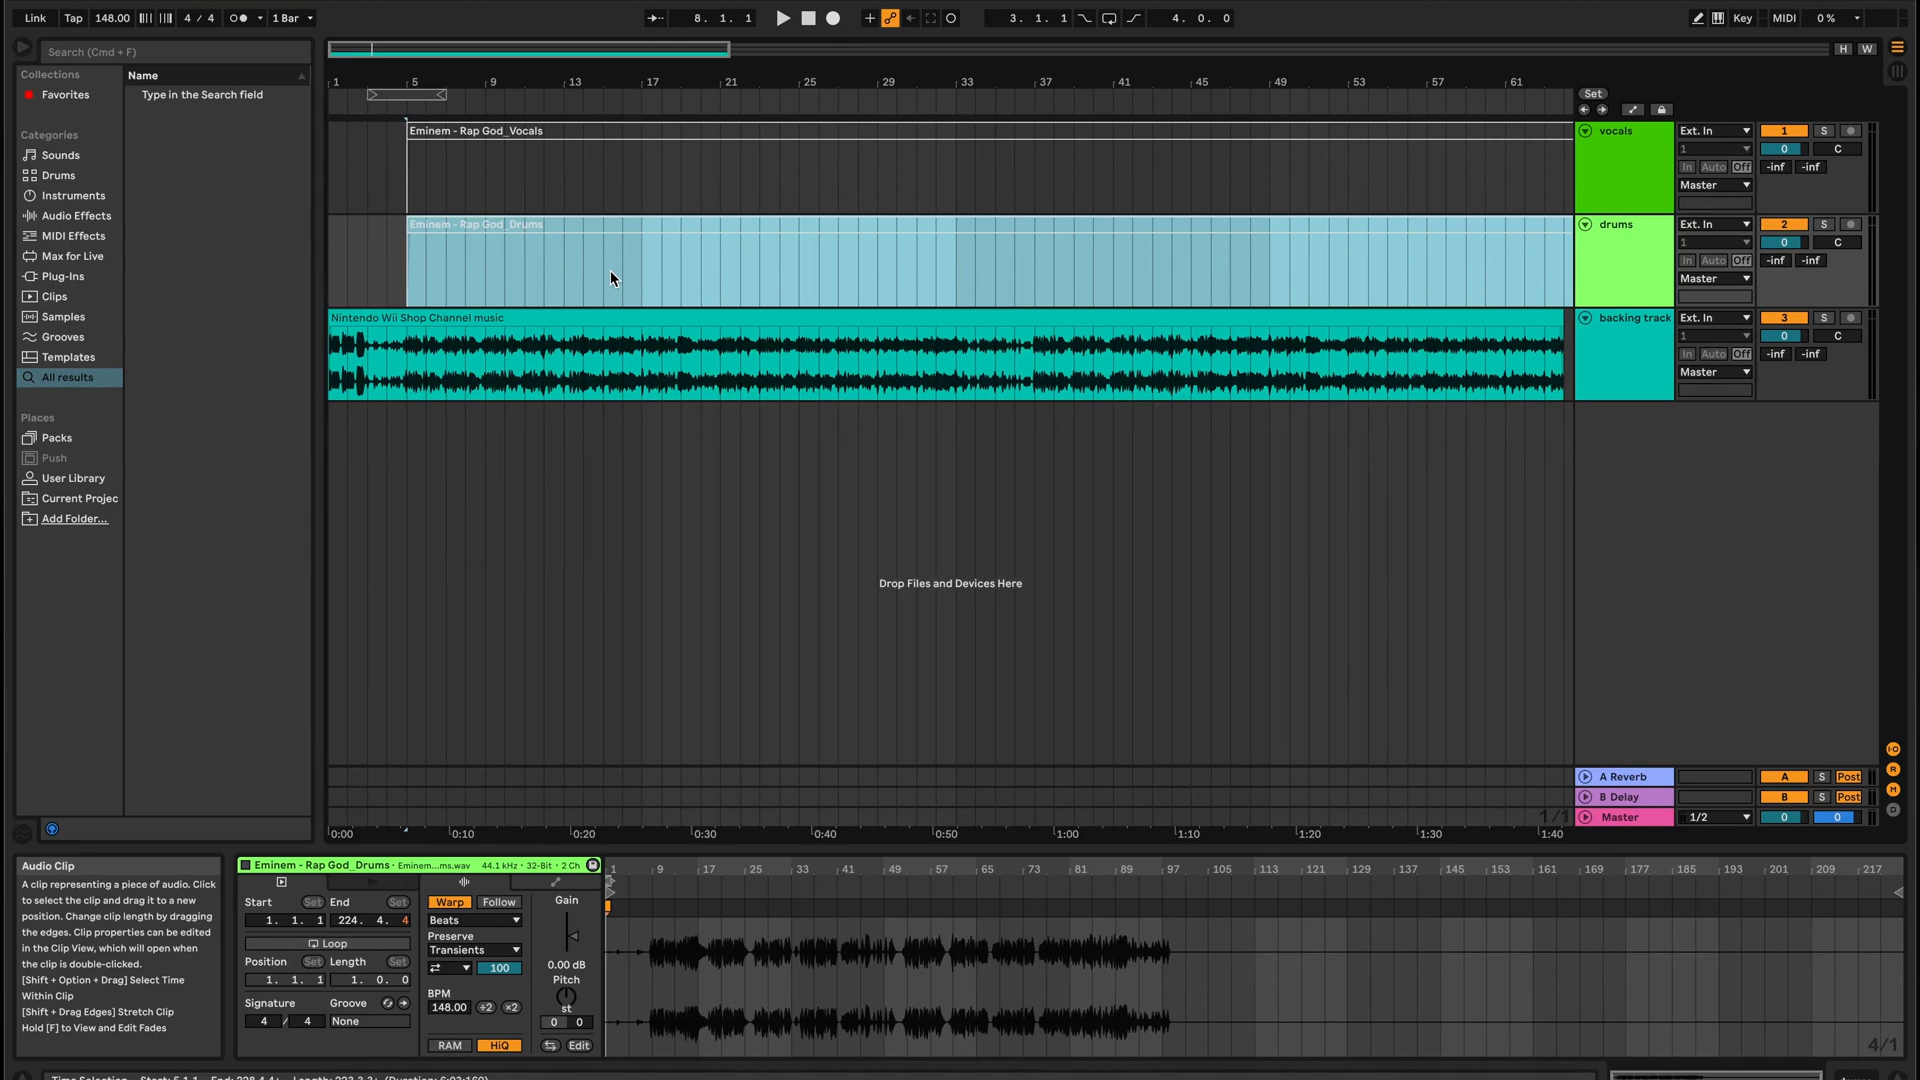 Link Tap 148.00 4 / 4 1 Bar 8. 1. 1 3. 1. 1 4. 0. 0 Key MIDI 0 %
Search (Cmd + F)
H W
Collections
Name
Favorites
Type in the Search field
1 5 9 13 17 21 25 29 33 37 41 45 49 53 57 61
Set
Categories
Sounds
Drums
Instruments
Audio Effects
MIDI Effects
Max for Live
Plug-Ins
Clips
Samples
Grooves
Templates
All results
Places
Packs
Push
User Library
Current Projec
Add Folder...
Eminem - Rap God_Vocals
vocals Ext. In 1 S
1 0 C
In Auto Off -inf -inf
Master
Eminem - Rap God_Drums
drums Ext. In 2 S
1 0 C
In Auto Off -inf -inf
Master
Nintendo Wii Shop Channel music
backing track Ext. In 3 S
1 0 C
In Auto Off -inf -inf
Master
Drop Files and Devices Here
A Reverb A S Post
B Delay B S Post
1/1 Master 1/2 0 0
0:00 0:10 0:20 0:30 0:40 0:50 1:00 1:10 1:20 1:30 1:40
Audio Clip
A clip representing a piece of audio. Click
to select the clip and drag it to a new
position. Change clip length by dragging
the edges. Clip properties can be edited
in the Clip View, which will open when
the clip is double-clicked.
[Shift + Option + Drag] Select Time
Within Clip
[Shift + Drag Edges] Stretch Clip
Hold [F] to View and Edit Fades
Eminem - Rap God_Drums · Eminem...ms.wav 44.1 kHz · 32-Bit · 2 Ch
Start Set End Set
1. 1. 1 224. 4. 4
Loop
Position Set Length Set
1. 1. 1 1. 0. 0
Signature Groove
4 / 4 None
Warp Follow
Beats
Preserve
Transients
100
BPM
148.00 ÷2 ×2
RAM HiQ
Gain
0.00 dB
Pitch
st
0 0
Edit
1 9 17 25 33 41 49 57 65 73 81 89 97 105 113 121 129 137 145 153 161 169 177 185 193 201 209 217
4/1